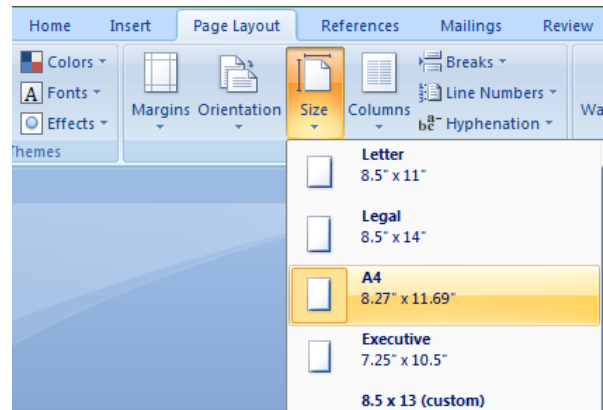 Home Insert Page Layout References Mailings Review
Colors
Fonts
Effects
Margins Orientation Size Columns
Breaks
Line Numbers
Hyphenation
Themes
Letter
8.5" x 11"
Legal
8.5" x 14"
A4
8.27" x 11.69"
Executive
7.25" x 10.5"
8.5 x 13 (custom)